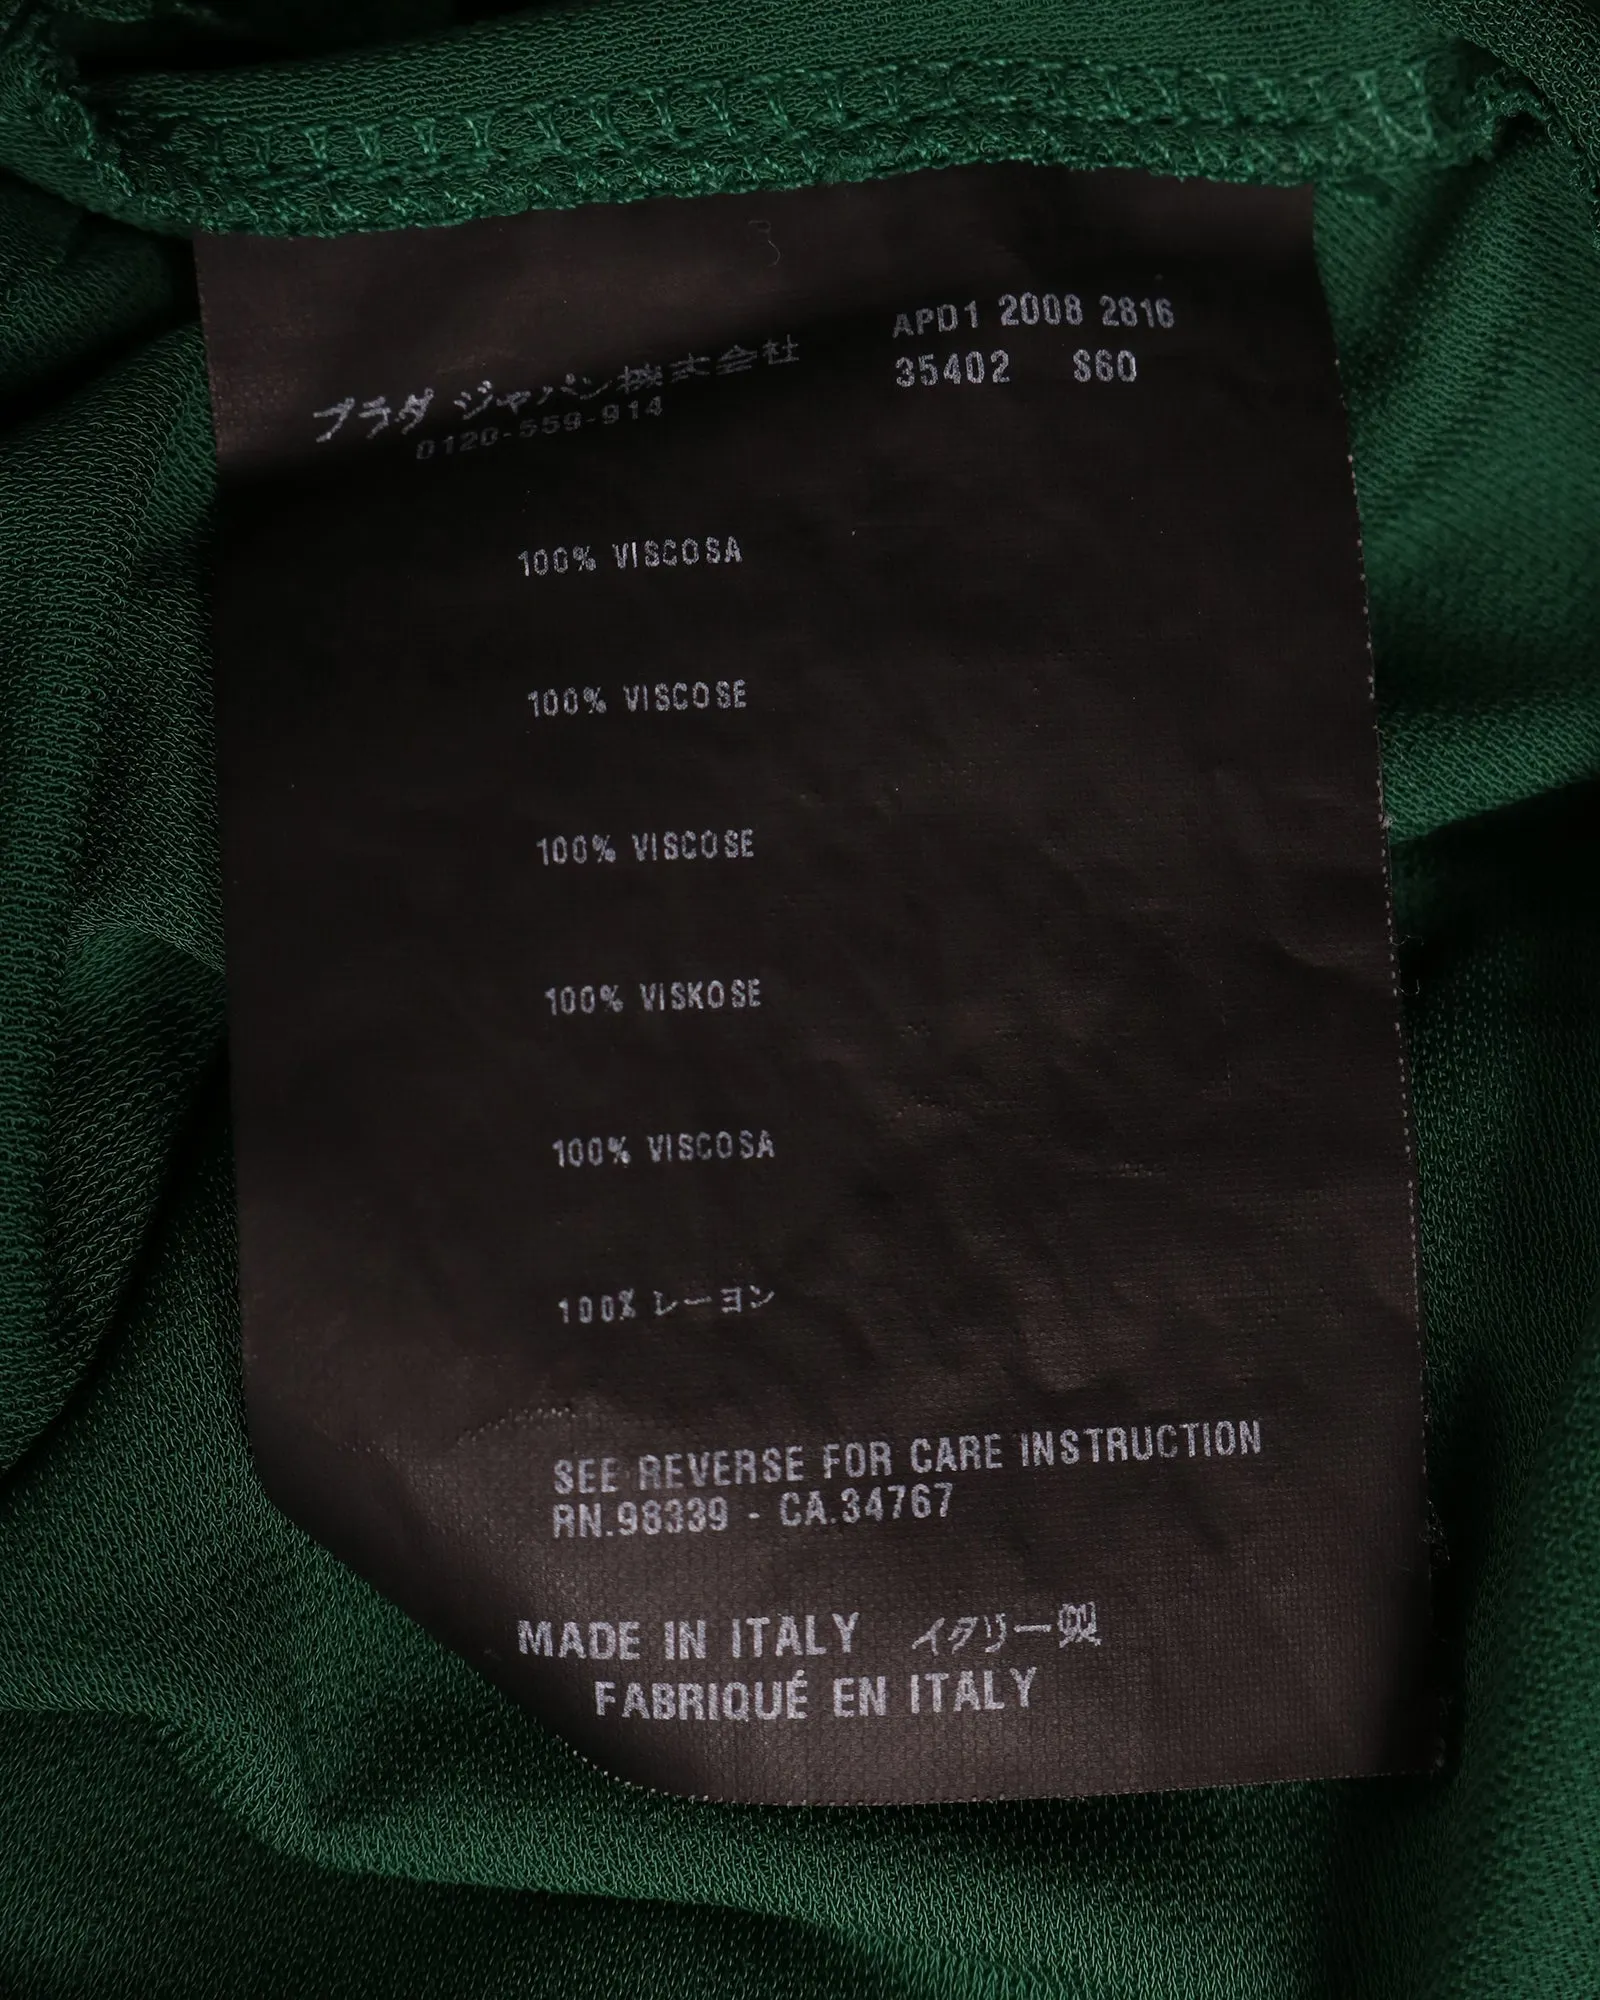 プラダ ジャパン株式会社
0120-559-914
APD1 2008 2816
35402 S60
100% VISCOSA
100% VISCOSE
100% VISCOSE
100% VISKOSE
100% VISCOSA
100% レーヨン
SEE REVERSE FOR CARE INSTRUCTION
RN.98339 - CA.34767
MADE IN ITALY イタリー製
FABRIQUÉ EN ITALY